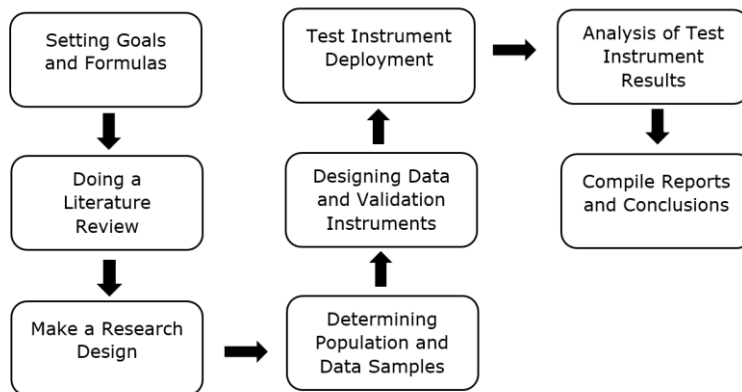 Setting Goals
and Formulas
Doing a
Literature
Review
Make a Research
Design
Determining
Population and
Data Samples
Designing Data
and Validation
Instruments
Test Instrument
Deployment
Analysis of Test
Instrument
Results
Compile Reports
and Conclusions